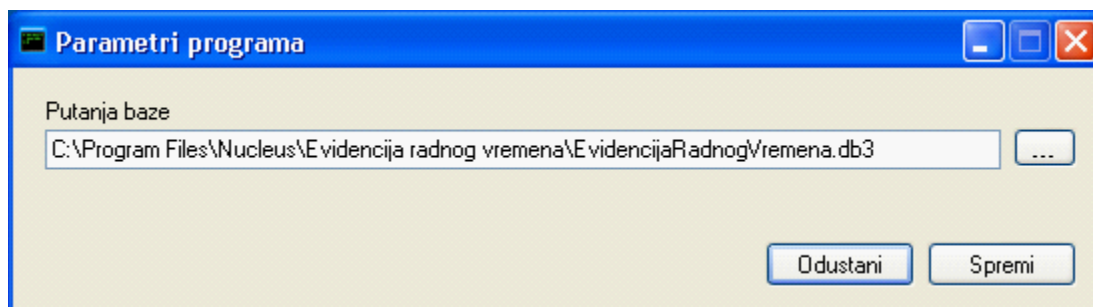 Parametri programa
Putanja baze
C:\Program Files\Nucleus\Evidencija radnog vremena\EvidencijaRadnogVremena.db3
...
Odustani Spremi